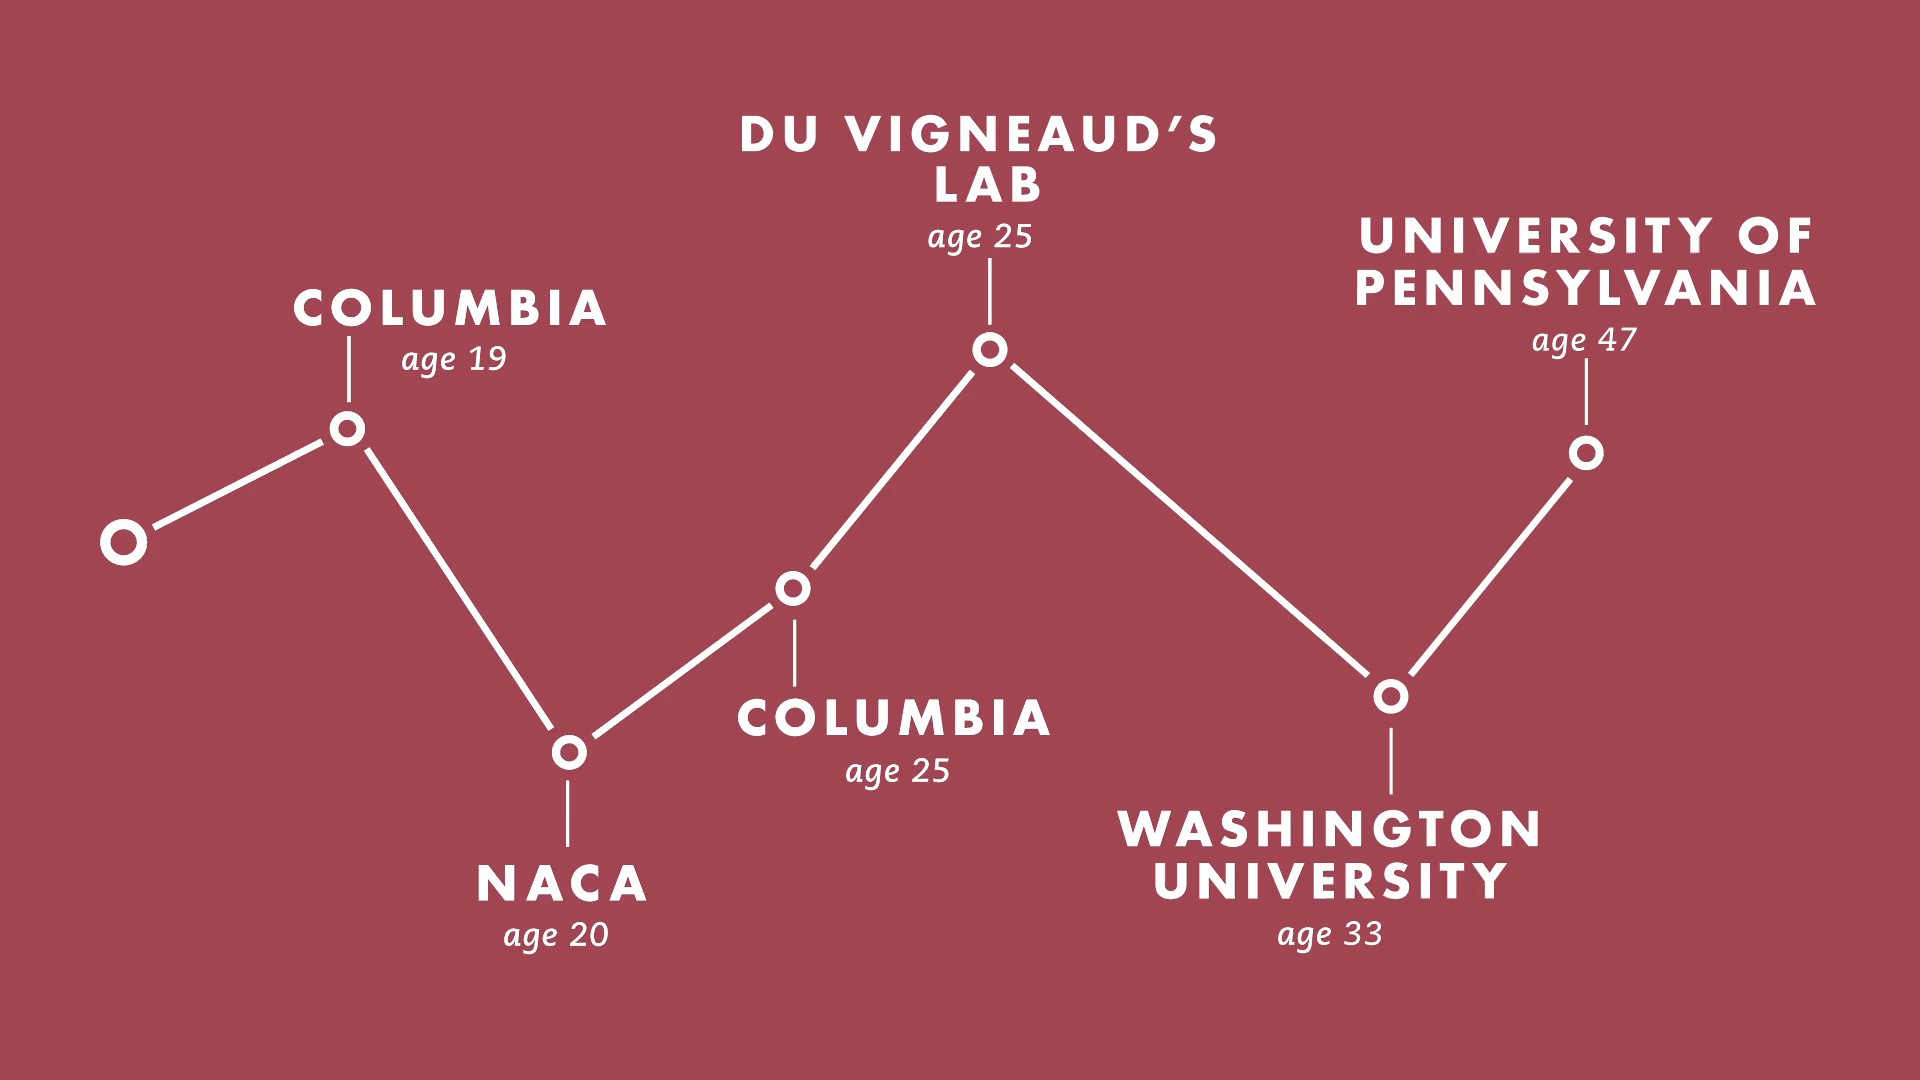 COLUMBIA
age 19
NACA
age 20
COLUMBIA
age 25
DU VIGNEAUD’S
LAB
age 25
WASHINGTON
UNIVERSITY
age 33
UNIVERSITY OF
PENNSYLVANIA
age 47